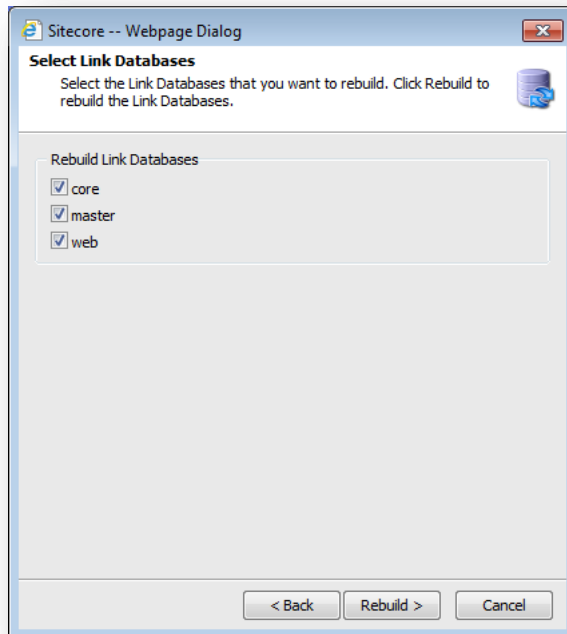 Sitecore -- Webpage Dialog
Select Link Databases
Select the Link Databases that you want to rebuild. Click Rebuild to
rebuild the Link Databases.
Rebuild Link Databases
core
master
web
< Back
Rebuild >
Cancel